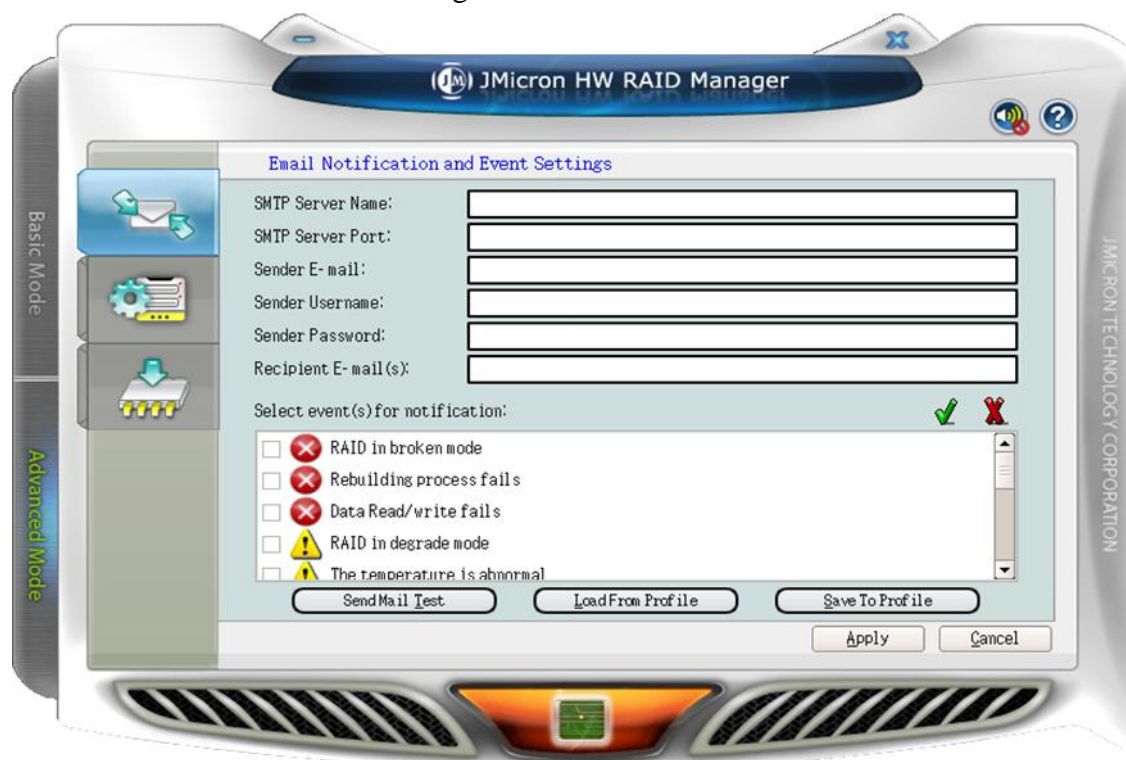 JMicron HW RAID Manager
Email Notification and Event Settings
SMTP Server Name:
SMTP Server Port:
Sender E-mail:
Sender Username:
Sender Password:
Recipient E-mail(s):
Select event(s) for notification:
RAID in broken mode
Rebuilding process fails
Data Read/write fails
RAID in degrade mode
The temperature is abnormal
Send Mail Test
Load From Profile
Save To Profile
Apply
Cancel
Basic Mode
Advanced Mode
JMICRON TECHNOLOGY CORPORATION